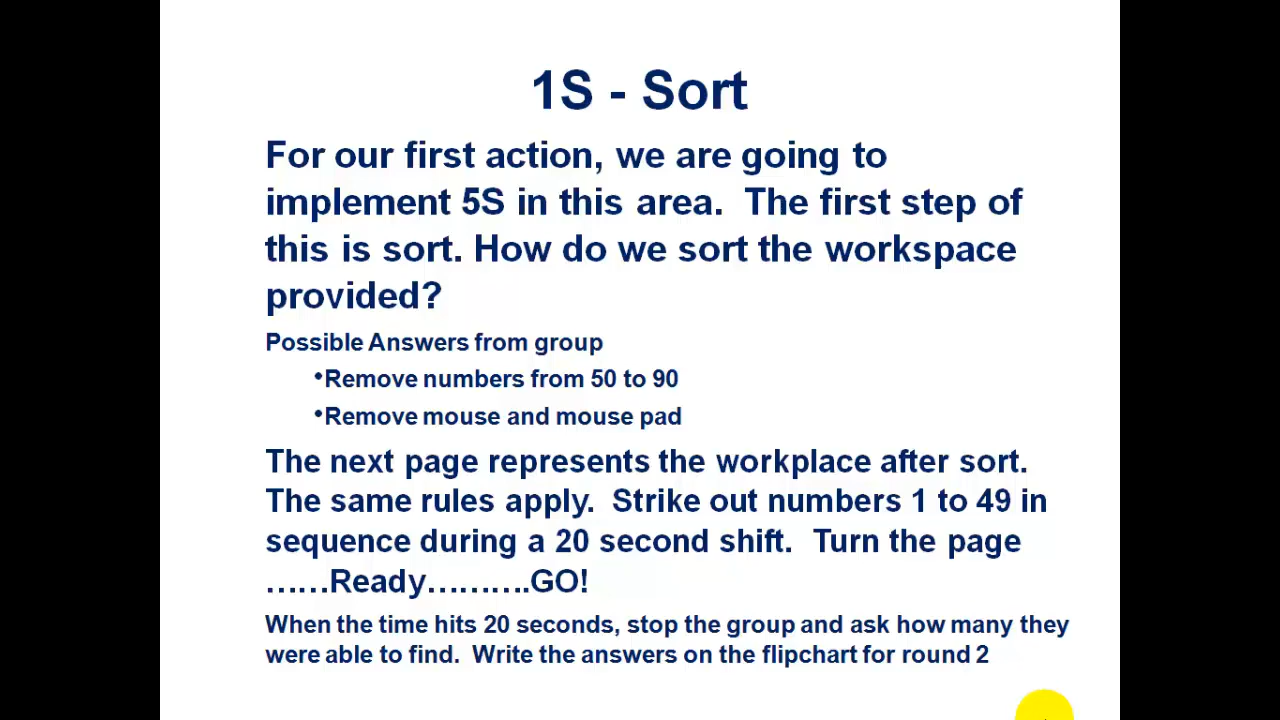 1S - Sort
For our first action, we are going to
implement 5S in this area.  The first step of
this is sort. How do we sort the workspace
provided?
Possible Answers from group
•Remove numbers from 50 to 90
•Remove mouse and mouse pad
The next page represents the workplace after sort.
The same rules apply.  Strike out numbers 1 to 49 in
sequence during a 20 second shift.  Turn the page
……Ready……….GO!
When the time hits 20 seconds, stop the group and ask how many they
were able to find.  Write the answers on the flipchart for round 2